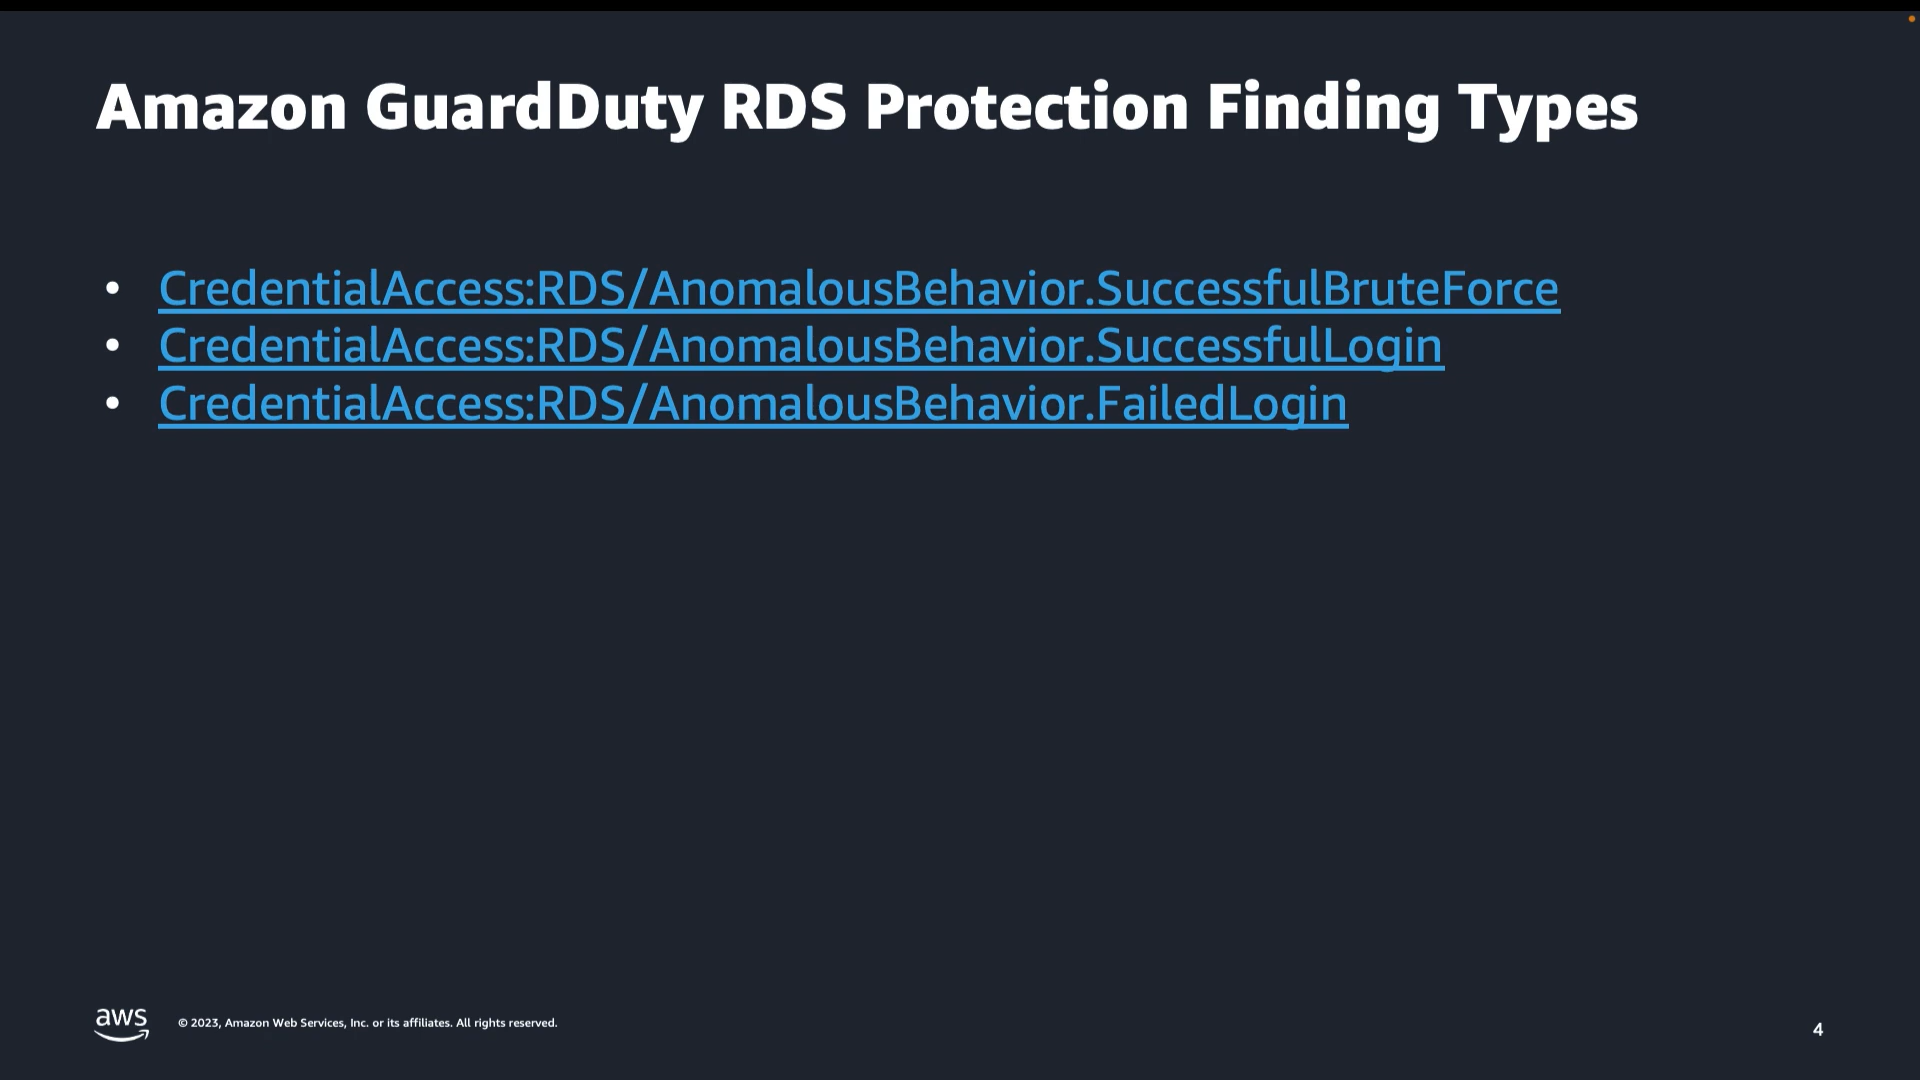 Amazon GuardDuty RDS Protection Finding Types
• CredentialAccess:RDS/AnomalousBehavior.SuccessfulBruteForce
• CredentialAccess:RDS/AnomalousBehavior.SuccessfulLogin
• CredentialAccess:RDS/AnomalousBehavior.FailedLogin
aws
© 2023, Amazon Web Services, Inc. or its affiliates. All rights reserved.
4